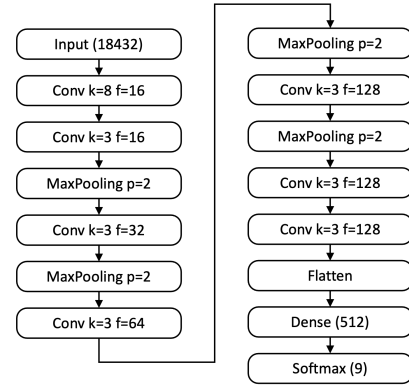 Input (18432)
Conv k=8 f=16
Conv k=3 f=16
MaxPooling p=2
Conv k=3 f=32
MaxPooling p=2
Conv k=3 f=64
MaxPooling p=2
Conv k=3 f=128
MaxPooling p=2
Conv k=3 f=128
Conv k=3 f=128
Flatten
Dense (512)
Softmax (9)